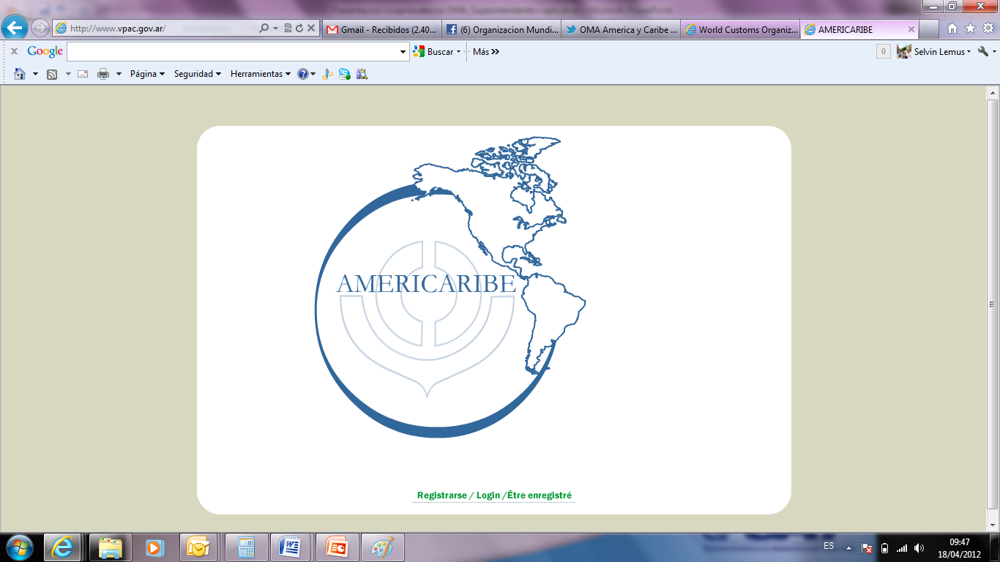 http://www.vpac.gov.ar/
Gmail - Recibidos (2.40...
(6) Organizacion Mundi...
OMA America y Caribe ...
World Customs Organiz...
AMERICARIBE
Google
Buscar
Más
0
Selvin Lemus
Página
Seguridad
Herramientas
AMERICARIBE
Registrarse / Login /Être enregistré
ES
09:47
18/04/2012